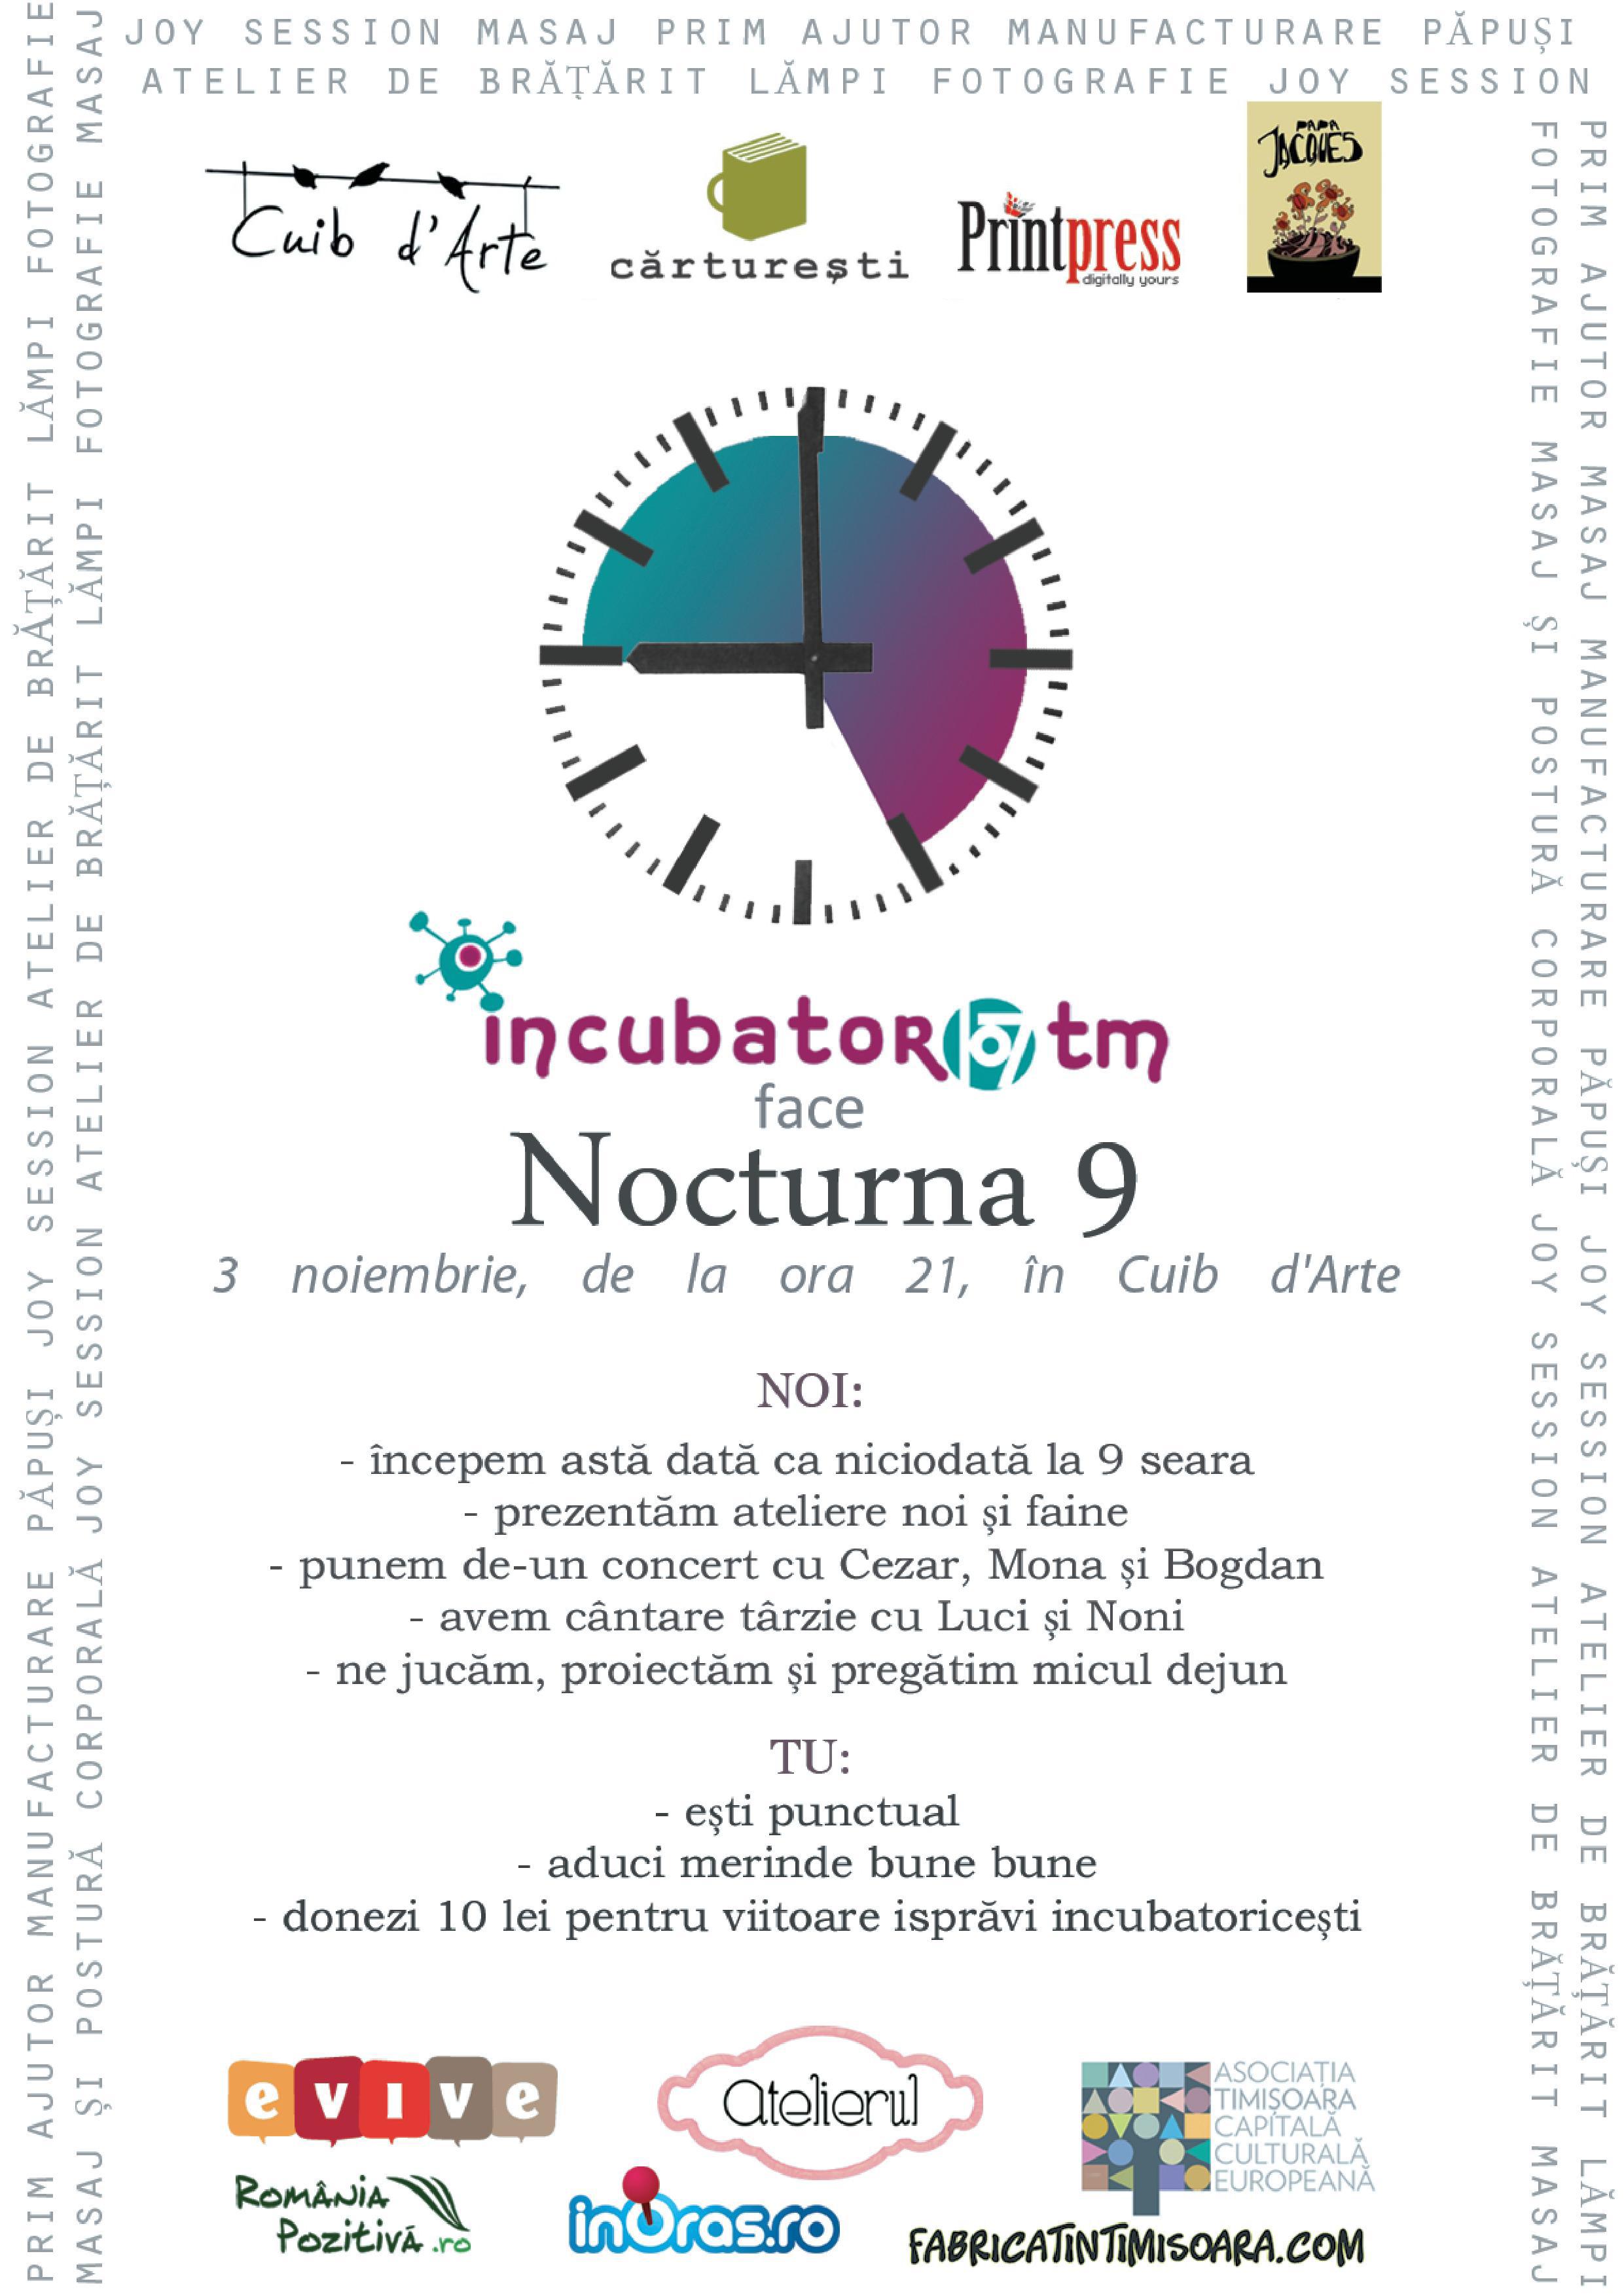 JOY SESSION MASAJ PRIM AJUTOR MANUFACTURARE PĂPUȘI
ATELIER DE BRĂȚĂRIT LĂMPI FOTOGRAFIE JOY SESSION
PRIM AJUTOR MANUFACTURARE PĂPUȘI JOY SESSION ATELIER DE BRĂȚĂRIT LĂMPI FOTOGRAFIE
MASAJ ȘI POSTURĂ CORPORALĂ JOY SESSION ATELIER DE BRĂȚĂRIT LĂMPI FOTOGRAFIE MASAJ
PRIM AJUTOR MASAJ MANUFACTURARE PĂPUȘI JOY SESSION ATELIER DE BRĂȚĂRIT LĂMPI
FOTOGRAFIE MASAJ ȘI POSTURĂ CORPORALĂ JOY SESSION ATELIER DE BRĂȚĂRIT MASAJ
Cuib d'Arte
cărturești
Printpress
digitally yours
PAPA
JACQUES
incubator107tm
face
Nocturna 9
3 noiembrie, de la ora 21, în Cuib d'Arte
NOI:
- începem astă dată ca niciodată la 9 seara
- prezentăm ateliere noi și faine
- punem de-un concert cu Cezar, Mona și Bogdan
- avem cântare târzie cu Luci și Noni
- ne jucăm, proiectăm și pregătim micul dejun
TU:
- ești punctual
- aduci merinde bune bune
- donezi 10 lei pentru viitoare isprăvi incubatoricești
evive
Atelierul
ASOCIAȚIA
TIMIȘOARA
CAPITALĂ
CULTURALĂ
EUROPEANĂ
ROMÂNIA
POZITIVĂ.ro
inOras.ro
FABRICATINTIMISOARA.COM